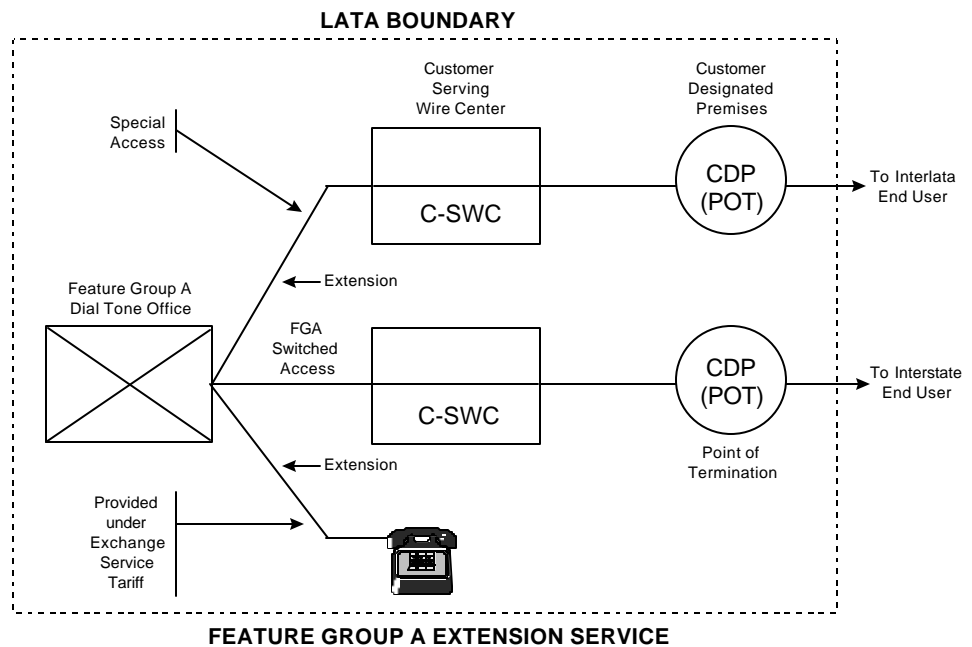 LATA BOUNDARY
Customer
Serving
Wire Center
Customer
Designated
Premises
Special
Access
CDP
(POT)
To Interlata
End User
C-SWC
Extension
Feature Group A
Dial Tone Office
FGA
Switched
Access
CDP
(POT)
To Interstate
End User
C-SWC
Point of
Termination
Extension
Provided
under
Exchange
Service
Tariff
FEATURE GROUP A EXTENSION SERVICE